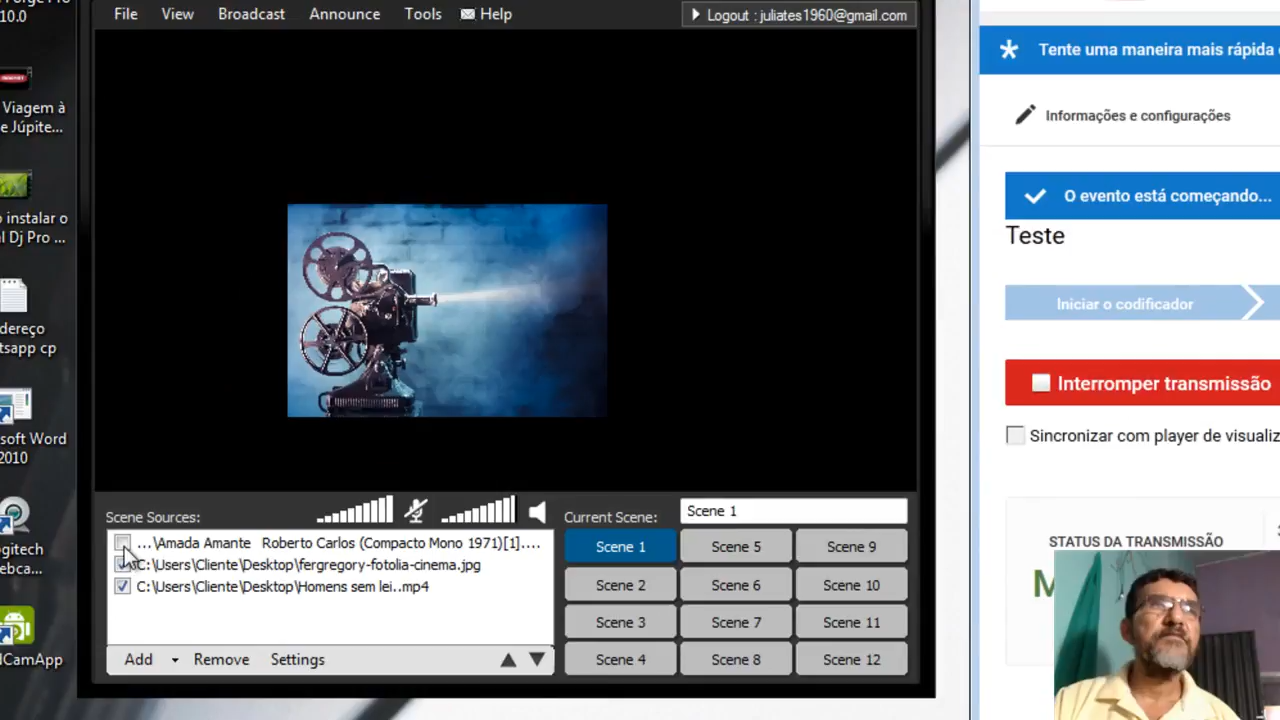 10.0
Viagem à
e Júpite...
instalar o
al Dj Pro ...
dereço
tsapp cp
soft Word
2010
ogitech
ebca...
dCamApp
File View Broadcast Announce Tools Help
Logout : juliates1960@gmail.com
Scene Sources:
...\Amada Amante Roberto Carlos (Compacto Mono 1971)[1]....
C:\Users\Cliente\Desktop\fergregory-fotolia-cinema.jpg
C:\Users\Cliente\Desktop\Homens sem lei..mp4
Add Remove Settings
Current Scene: Scene 1
Scene 1 Scene 5 Scene 9
Scene 2 Scene 6 Scene 10
Scene 3 Scene 7 Scene 11
Scene 4 Scene 8 Scene 12
Tente uma maneira mais rápida
Informações e configurações
O evento está começando...
Teste
Iniciar o codificador
Interromper transmissão
Sincronizar com player de visualiz
STATUS DA TRANSMISSÃO